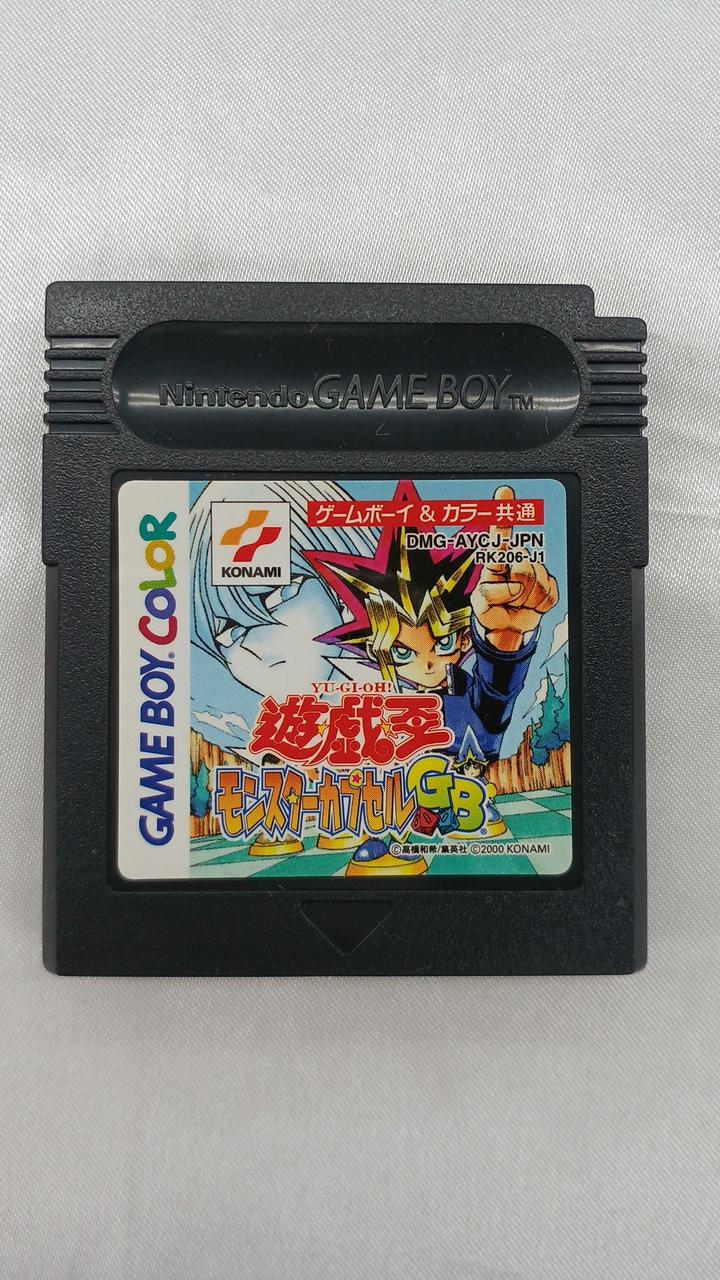 Nintendo GAME BOY TM
GAME BOY® COLOR
KONAMI
ゲームボーイ & カラー共通
DMG-AYCJ-JPN
RK206-J1
YU-GI-OH!
遊戯王
モンスターカプセルGB®
©高橋和希/集英社 ©2000 KONAMI